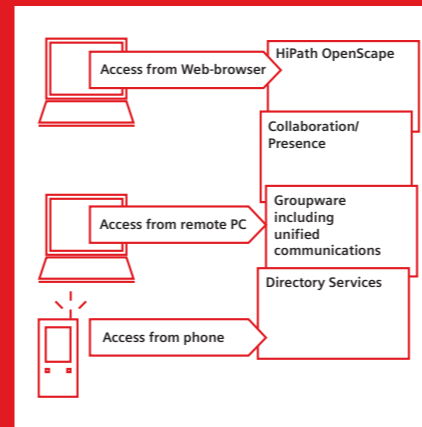 HiPath OpenScape
Access from Web-browser
Collaboration/
Presence
Groupware
including
unified
communications
Access from remote PC
Directory Services
Access from phone